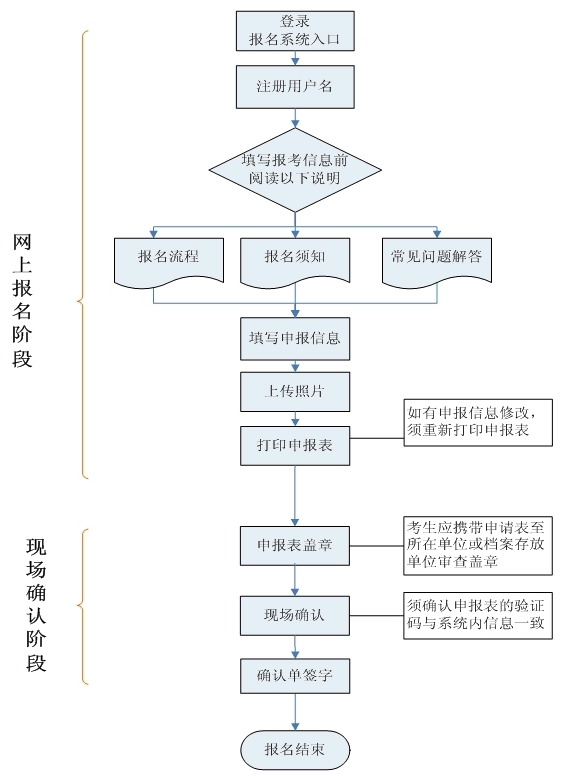 登录
报名系统入口
注册用户名
填写报考信息前
阅读以下说明
报名流程
报名须知
常见问题解答
网上报名阶段
填写申报信息
上传照片
打印申报表
如有申报信息修改，
须重新打印申报表
现场确认阶段
申报表盖章
考生应携带申请表至
所在单位或档案存放
单位审查盖章
现场确认
须确认申报表的验证
码与系统内信息一致
确认单签字
报名结束